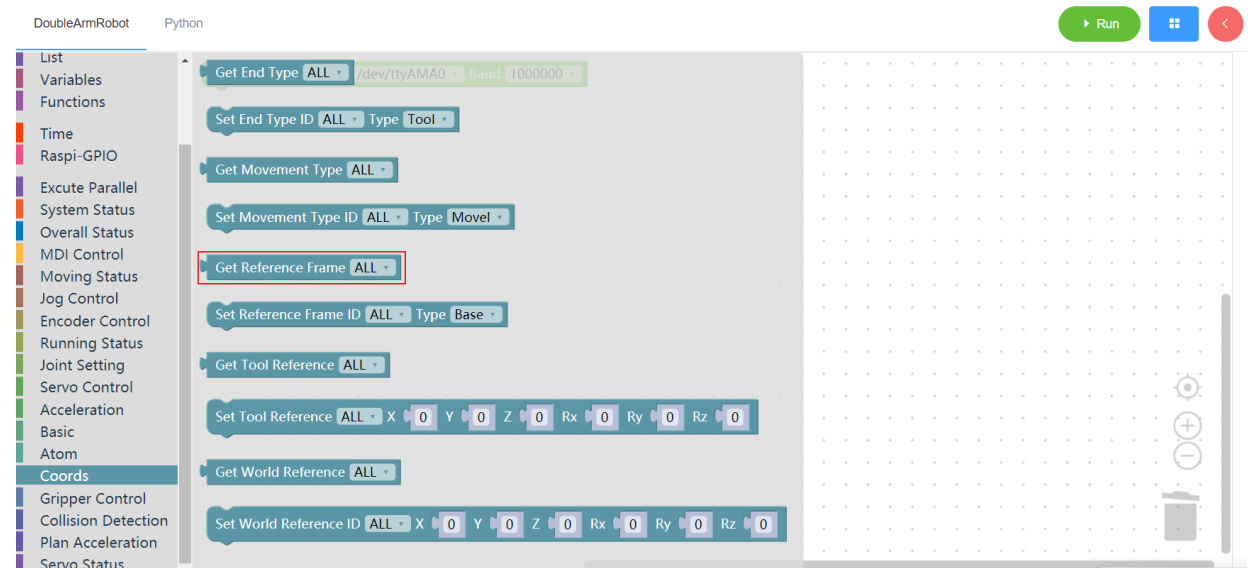 DoubleArmRobot Python Run
List
Variables
Functions
Time
Raspi-GPIO
Excute Parallel
System Status
Overall Status
MDI Control
Moving Status
Jog Control
Encoder Control
Running Status
Joint Setting
Servo Control
Acceleration
Basic
Atom
Coords
Gripper Control
Collision Detection
Plan Acceleration
Servo Status
Get End Type ALL /dev/ttyAMA0 Baud 1000000
Set End Type ID ALL Type Tool
Get Movement Type ALL
Set Movement Type ID ALL Type Movel
Get Reference Frame ALL
Set Reference Frame ID ALL Type Base
Get Tool Reference ALL
Set Tool Reference ALL X 0 Y 0 Z 0 Rx 0 Ry 0 Rz 0
Get World Reference ALL
Set World Reference ID ALL X 0 Y 0 Z 0 Rx 0 Ry 0 Rz 0